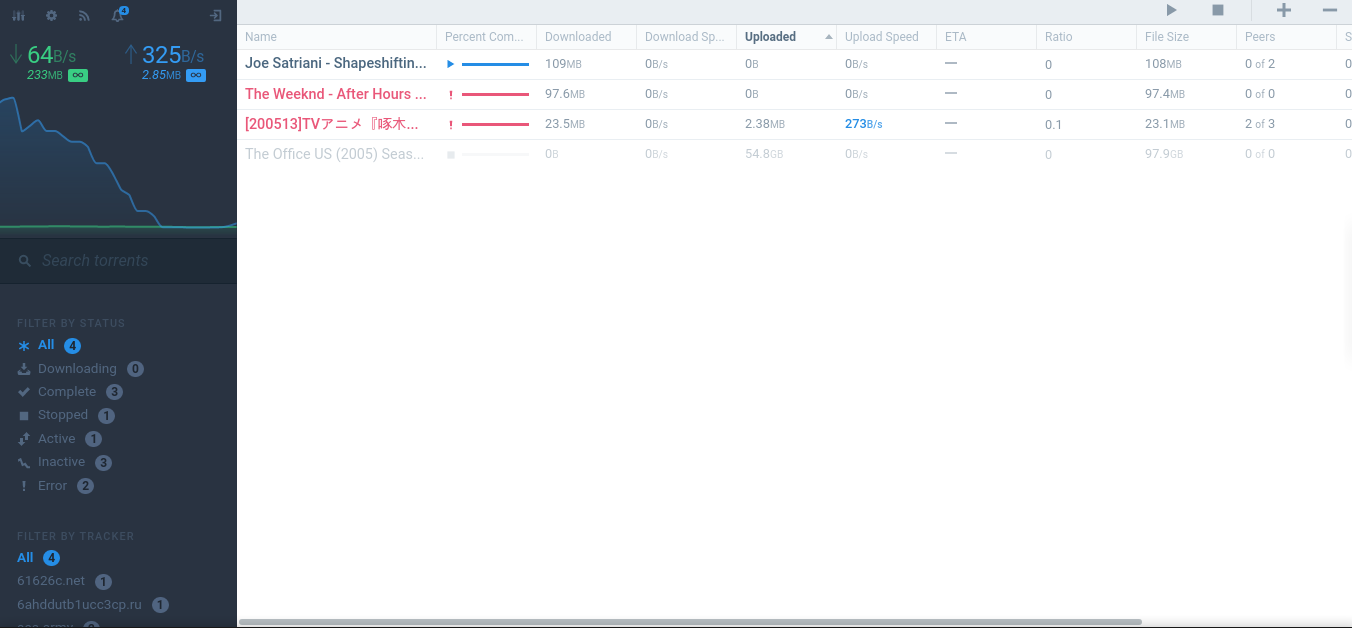 4
64B/s 325B/s
233MB 2.85MB
Search torrents
FILTER BY STATUS
All 4
Downloading 0
Complete 3
Stopped 1
Active 1
Inactive 3
Error 2
FILTER BY TRACKER
All 4
61626c.net 1
6ahddutb1ucc3cp.ru 1
Name Percent Com... Downloaded Download Sp... Uploaded Upload Speed ETA Ratio File Size Peers S
Joe Satriani - Shapeshiftin... 109MB 0B/s 0B 0B/s — 0 108MB 0 of 2 0
The Weeknd - After Hours ... ! 97.6MB 0B/s 0B 0B/s — 0 97.4MB 0 of 0 0
[200513]TVアニメ『啄木... ! 23.5MB 0B/s 2.38MB 273B/s — 0.1 23.1MB 2 of 3 0
The Office US (2005) Seas... 0B 0B/s 54.8GB 0B/s — 0 97.9GB 0 of 0 0